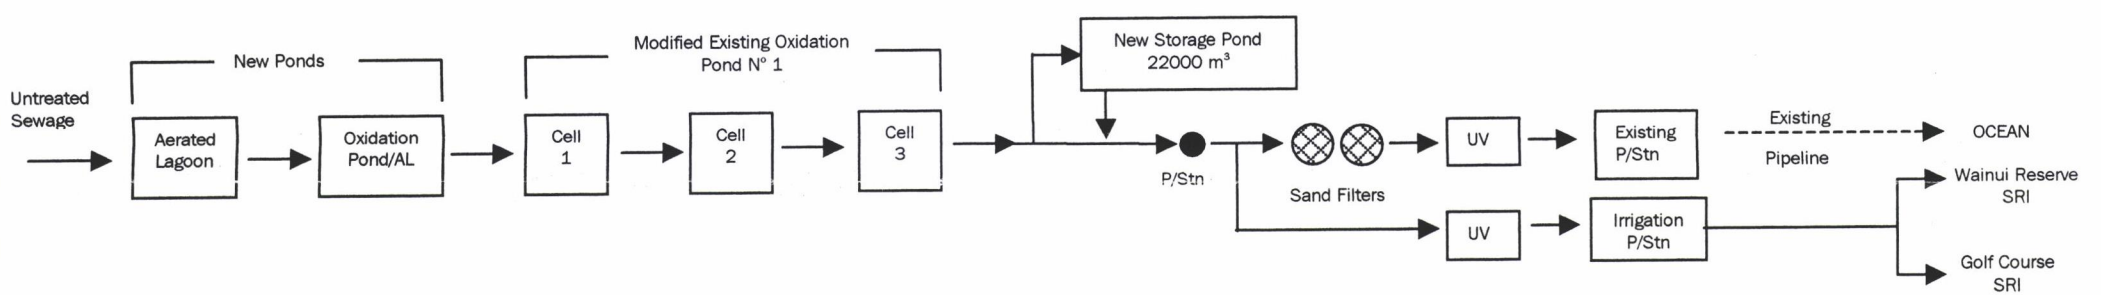 New Ponds
Modified Existing Oxidation
Pond N° 1
New Storage Pond
22000 m³
Untreated
Sewage
Aerated
Lagoon
Oxidation
Pond/AL
Cell
1
Cell
2
Cell
3
P/Stn
Sand Filters
UV
Existing
P/Stn
Existing
Pipeline
OCEAN
UV
Irrigation
P/Stn
Wainui Reserve
SRI
Golf Course
SRI